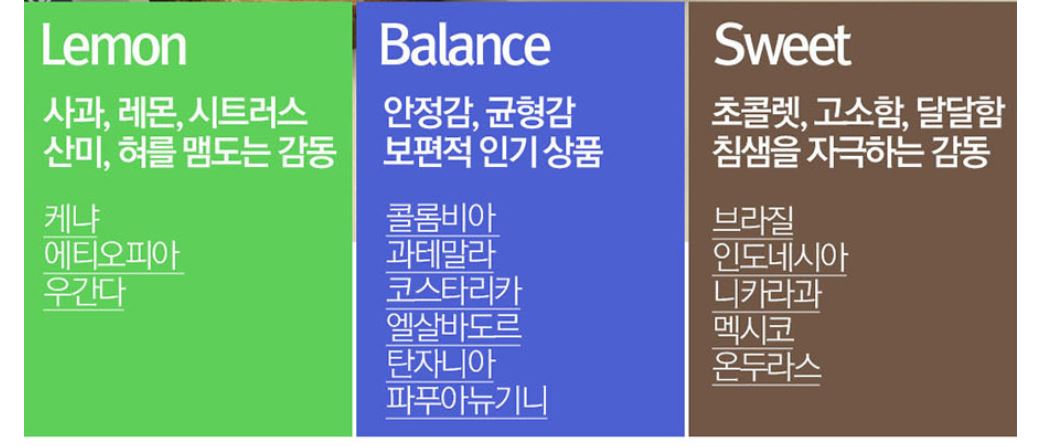 Lemon
사과, 레몬, 시트러스
산미, 혀를 맴도는 감동
케냐
에티오피아
우간다
Balance
안정감, 균형감
보편적 인기 상품
콜롬비아
과테말라
코스타리카
엘살바도르
탄자니아
파푸아뉴기니
Sweet
초콜렛, 고소함, 달달함
침샘을 자극하는 감동
브라질
인도네시아
니카라과
멕시코
온두라스